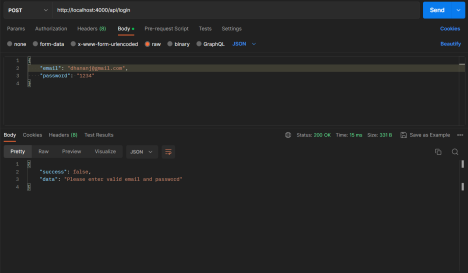 POST
http://localhost:4000/api/login
Send
Params Authorization Headers (8) Body Pre-request Script Tests Settings Cookies
none form-data x-www-form-urlencoded raw binary GraphQL JSON Beautify
1 {
2 "email": "dhananj@gmail.com",
3 "password": "1234"
4 }
Body Cookies Headers (8) Test Results Status: 200 OK Time: 15 ms Size: 331 B Save as Example
Pretty Raw Preview Visualize JSON
1 {
2 "success": false,
3 "data": "Please enter valid email and password"
4 }